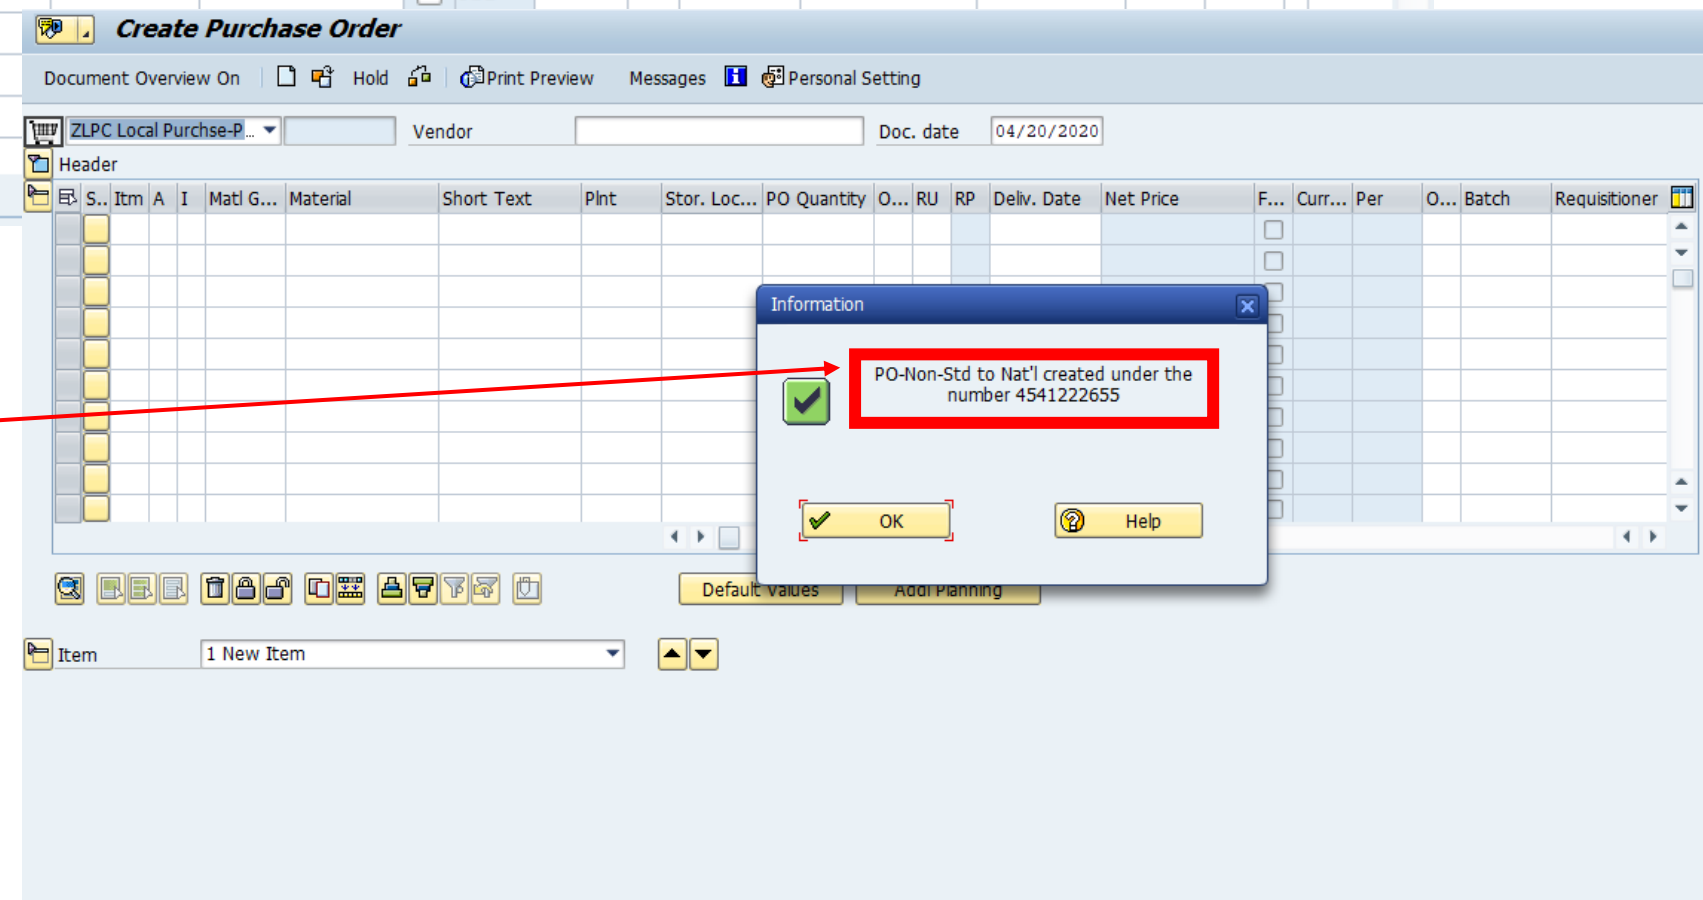 Create Purchase Order
Document Overview On Hold Print Preview Messages Personal Setting
ZLPC Local Purchse-P... Vendor Doc. date 04/20/2020
Header
S.. Itm A I Matl G... Material Short Text Plnt Stor. Loc... PO Quantity O... RU RP Deliv. Date Net Price F... Curr... Per O... Batch Requisitioner
Information
PO-Non-Std to Nat'l created under the
number 4541222655
OK Help
Default Values Addl Planning
Item 1 New Item